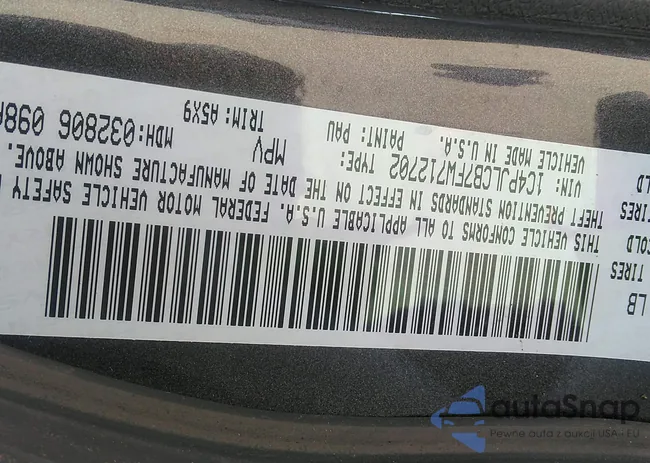 LB
TIRES
COLD
TIRES
COLD
THIS VEHICLE CONFORMS TO ALL APPLICABLE U.S.A. FEDERAL MOTOR VEHICLE SAFETY
THEFT PREVENTION STANDARDS IN EFFECT ON THE DATE OF MANUFACTURE SHOWN ABOVE.
VIN: 1C4PJLCB7FW712702 TYPE: MPV MDH:032806 098A
VEHICLE MADE IN U.S.A. PAINT: PAU TRIM: A5X9
autoSnap
Pewne auta z aukcji USA i EU